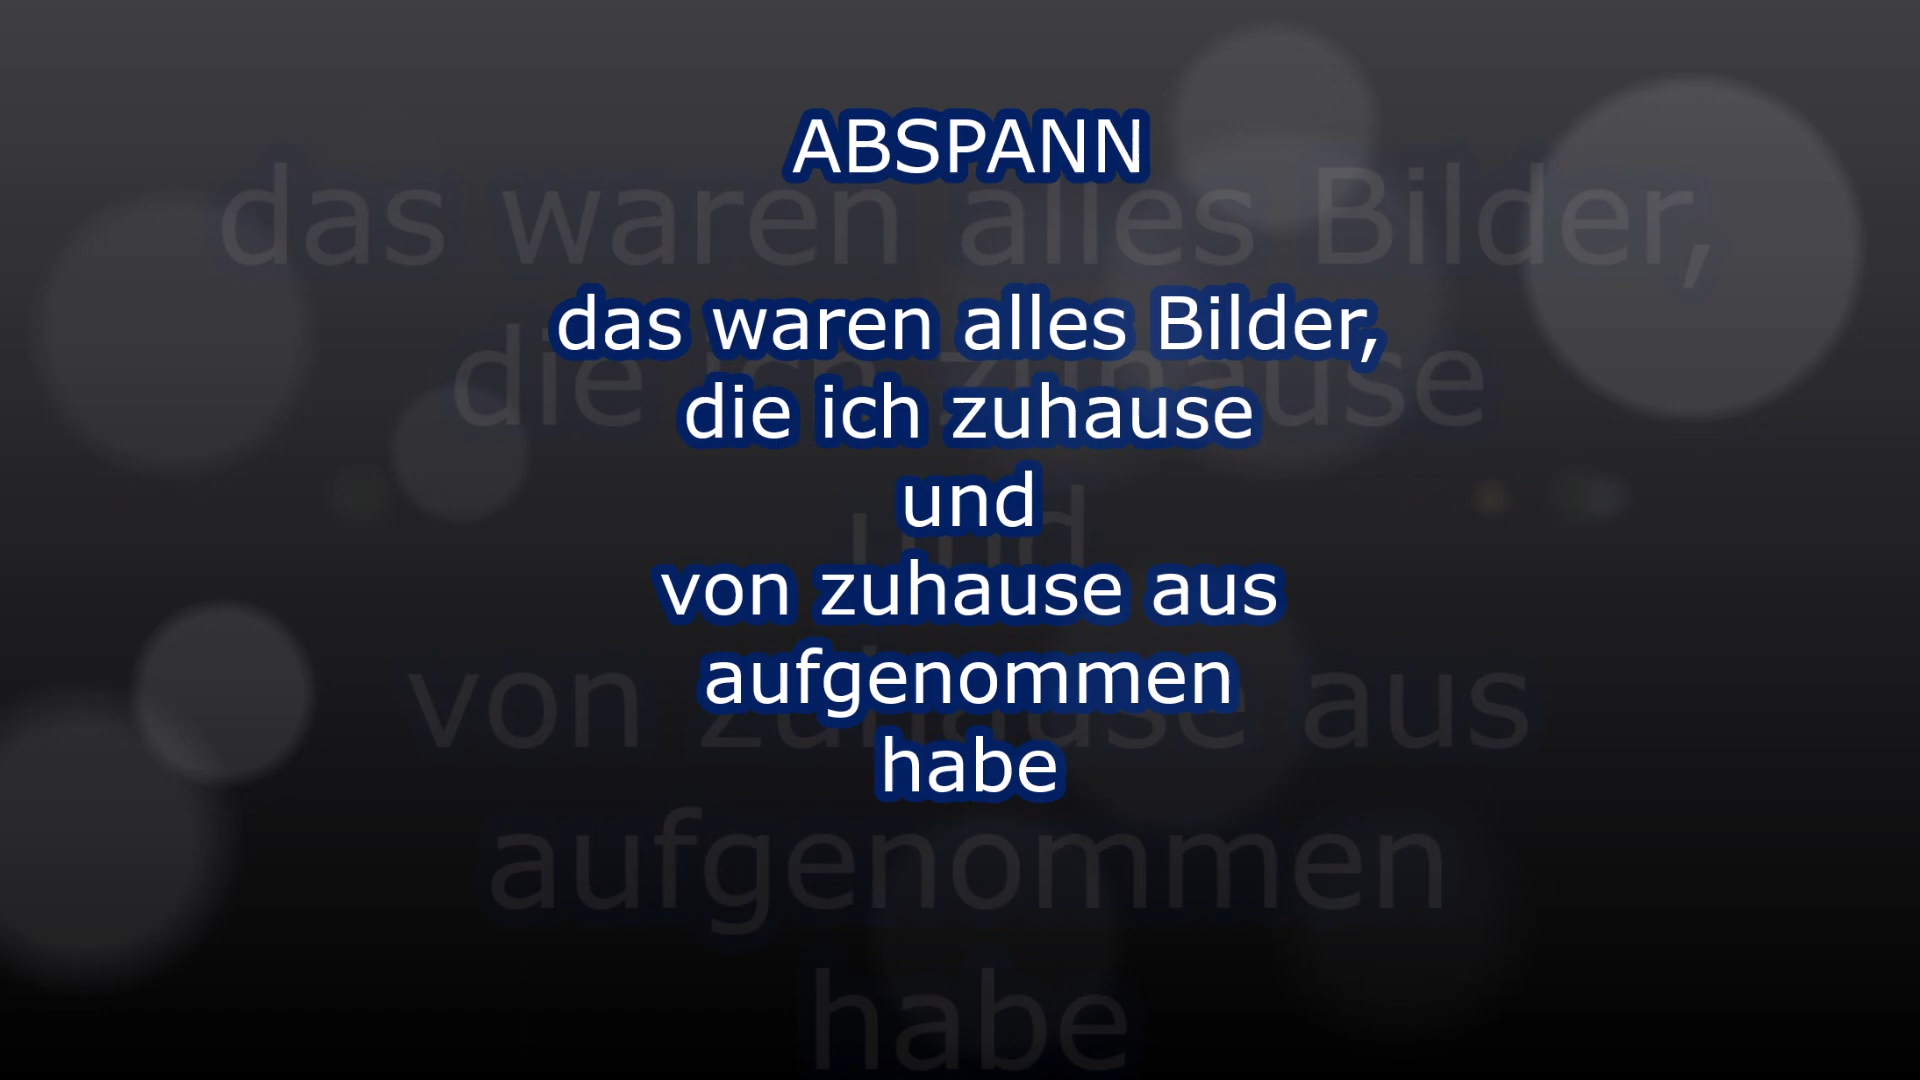 ABSPANN
das waren alles Bilder,
die ich zuhause
und
von zuhause aus
aufgenommen
habe